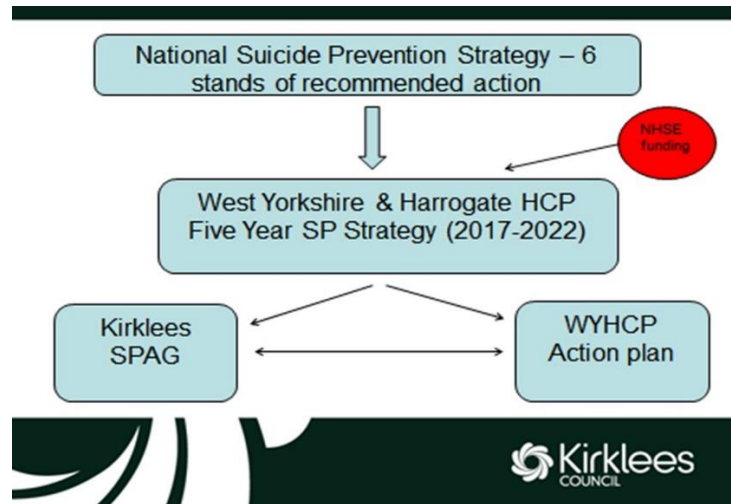 National Suicide Prevention Strategy – 6
stands of recommended action
NHSE
funding
West Yorkshire & Harrogate HCP
Five Year SP Strategy (2017-2022)
Kirklees
SPAG
WYHCP
Action plan
Kirklees
COUNCIL